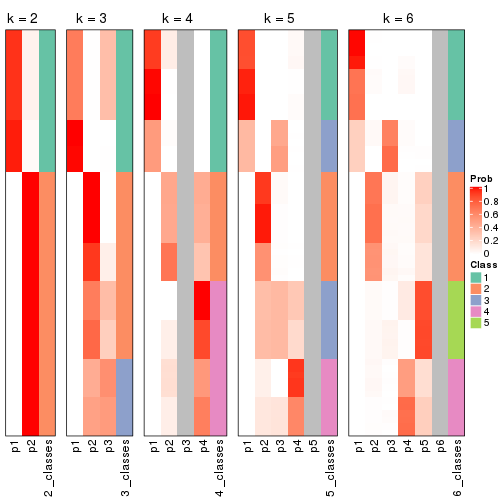 k = 2
k = 3
k = 4
k = 5
k = 6
Prob
1
0.8
0.6
0.4
0.2
0
Class
1
2
3
4
5
p1
p2
2_classes
p1
p2
p3
3_classes
p1
p2
p3
p4
4_classes
p1
p2
p3
p4
p5
5_classes
p1
p2
p3
p4
p5
p6
6_classes